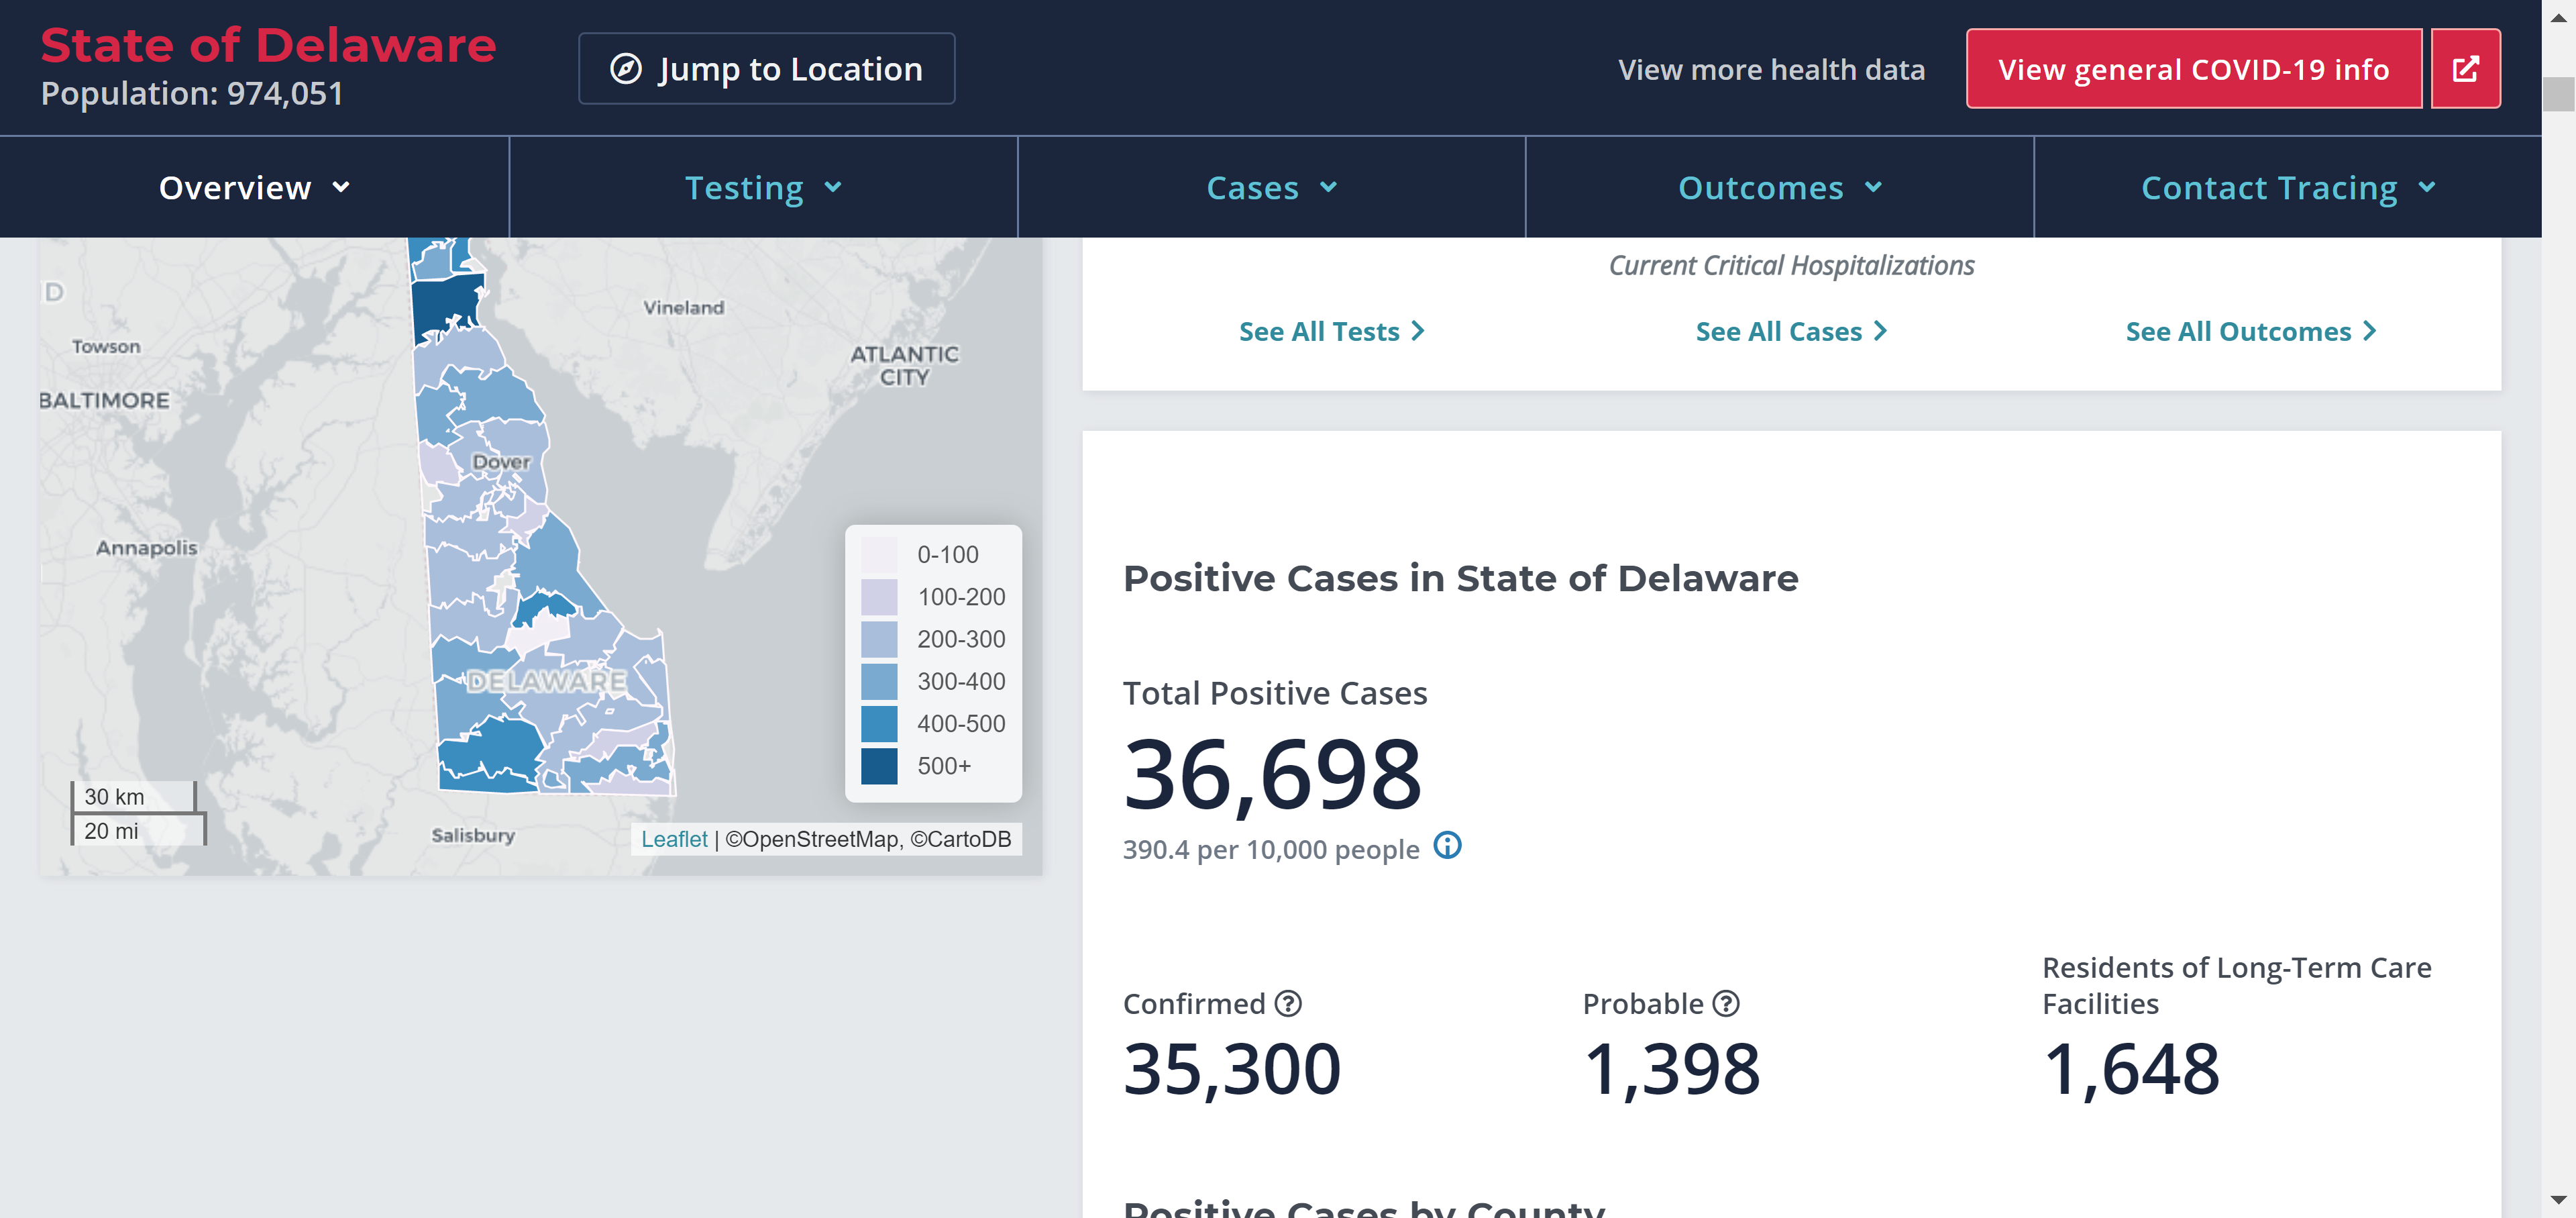 State of Delaware
Population: 974,051
Jump to Location
View more health data
View general COVID-19 info
Overview
Testing
Cases
Outcomes
Contact Tracing
Current Critical Hospitalizations
See All Tests
See All Cases
See All Outcomes
D
Vineland
Towson
ATLANTIC
CITY
BALTIMORE
Dover
Annapolis
DELAWARE
Salisbury
0-100
100-200
200-300
300-400
400-500
500+
30 km
20 mi
Leaflet | ©OpenStreetMap, ©CartoDB
Positive Cases in State of Delaware
Total Positive Cases
36,698
390.4 per 10,000 people
Confirmed
35,300
Probable
1,398
Residents of Long-Term Care
Facilities
1,648
Positive Cases by County